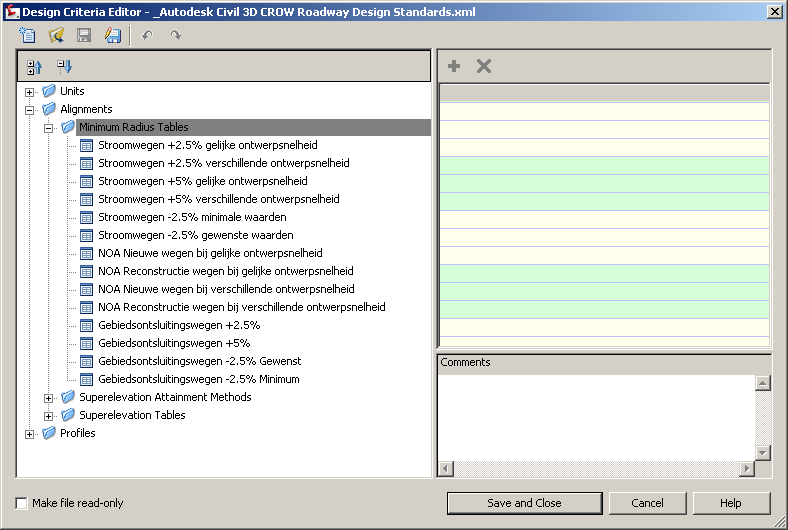 Design Criteria Editor - _Autodesk Civil 3D CROW Roadway Design Standards.xml
Units
Alignments
Minimum Radius Tables
Stroomwegen +2.5% gelijke ontwerpsnelheid
Stroomwegen +2.5% verschillende ontwerpsnelheid
Stroomwegen +5% gelijke ontwerpsnelheid
Stroomwegen +5% verschillende ontwerpsnelheid
Stroomwegen -2.5% minimale waarden
Stroomwegen -2.5% gewenste waarden
NOA Nieuwe wegen bij gelijke ontwerpsnelheid
NOA Reconstructie wegen bij gelijke ontwerpsnelheid
NOA Nieuwe wegen bij verschillende ontwerpsnelheid
NOA Reconstructie wegen bij verschillende ontwerpsnelheid
Gebiedsontsluitingswegen +2.5%
Gebiedsontsluitingswegen +5%
Gebiedsontsluitingswegen -2.5% Gewenst
Gebiedsontsluitingswegen -2.5% Minimum
Superelevation Attainment Methods
Superelevation Tables
Profiles
Comments
Make file read-only
Save and Close
Cancel
Help